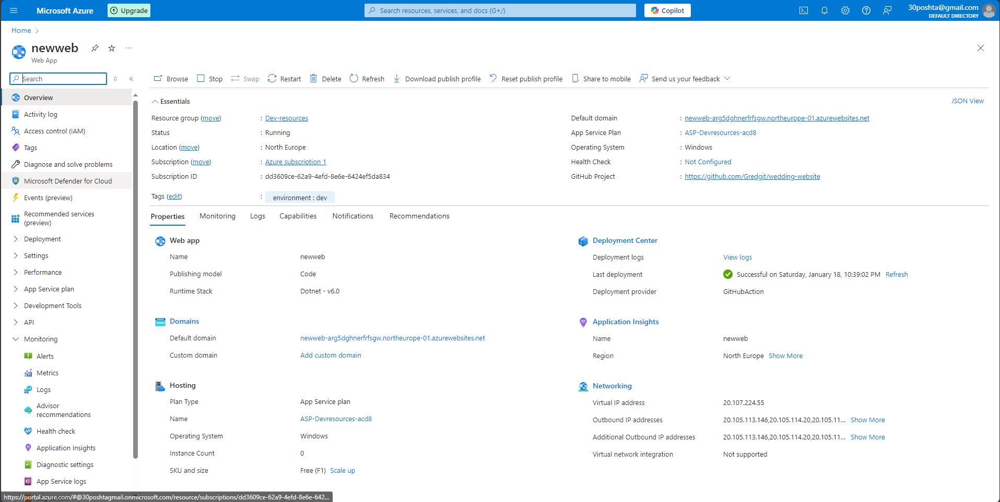 Microsoft Azure
Upgrade
Search resources, services, and docs (G+/)
Copilot
30poshta@gmail.com
DEFAULT DIRECTORY
Home
newweb
Web App
Search
Browse
Stop
Swap
Restart
Delete
Refresh
Download publish profile
Reset publish profile
Share to mobile
Send us your feedback
Overview
Activity log
Access control (IAM)
Tags
Diagnose and solve problems
Microsoft Defender for Cloud
Events (preview)
Recommended services
(preview)
Deployment
Settings
Performance
App Service plan
Development Tools
API
Monitoring
Alerts
Metrics
Logs
Advisor
recommendations
Health check
Application Insights
Diagnostic settings
App Service logs
Essentials
JSON View
Resource group (move) : Dev-resources
Status : Running
Location (move) : North Europe
Subscription (move) : Azure subscription 1
Subscription ID : dd3609ce-62a9-4efd-8e6e-6424ef5da834
Tags (edit) : environment : dev
Default domain : newweb-arg5dghnerfrfsgw.northeurope-01.azurewebsites.net
App Service Plan : ASP-Devresources-acd8
Operating System : Windows
Health Check : Not Configured
GitHub Project : https://github.com/Gredgit/wedding-website
Properties
Monitoring
Logs
Capabilities
Notifications
Recommendations
Web app
Name newweb
Publishing model Code
Runtime Stack Dotnet - v6.0
Domains
Default domain newweb-arg5dghnerfrfsgw.northeurope-01.azurewebsites.net
Custom domain Add custom domain
Hosting
Plan Type App Service plan
Name ASP-Devresources-acd8
Operating System Windows
Instance Count 0
SKU and size Free (F1) Scale up
Deployment Center
Deployment logs View logs
Last deployment Successful on Saturday, January 18, 10:39:02 PM Refresh
Deployment provider GitHubAction
Application Insights
Name newweb
Region North Europe Show More
Networking
Virtual IP address 20.107.224.55
Outbound IP addresses 20.105.113.146,20.105.114.20,20.105.11... Show More
Additional Outbound IP addresses 20.105.113.146,20.105.114.20,20.105.11... Show More
Virtual network integration Not supported
https://portal.azure.com/#@30poshtagmail.onmicrosoft.com/resource/subscriptions/dd3609ce-62a9-4efd-8e6e-642...